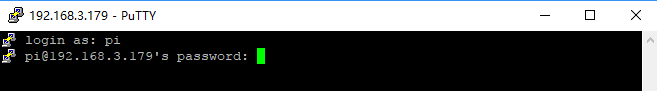 192.168.3.179 - PuTTY
login as: pi
pi@192.168.3.179's password: